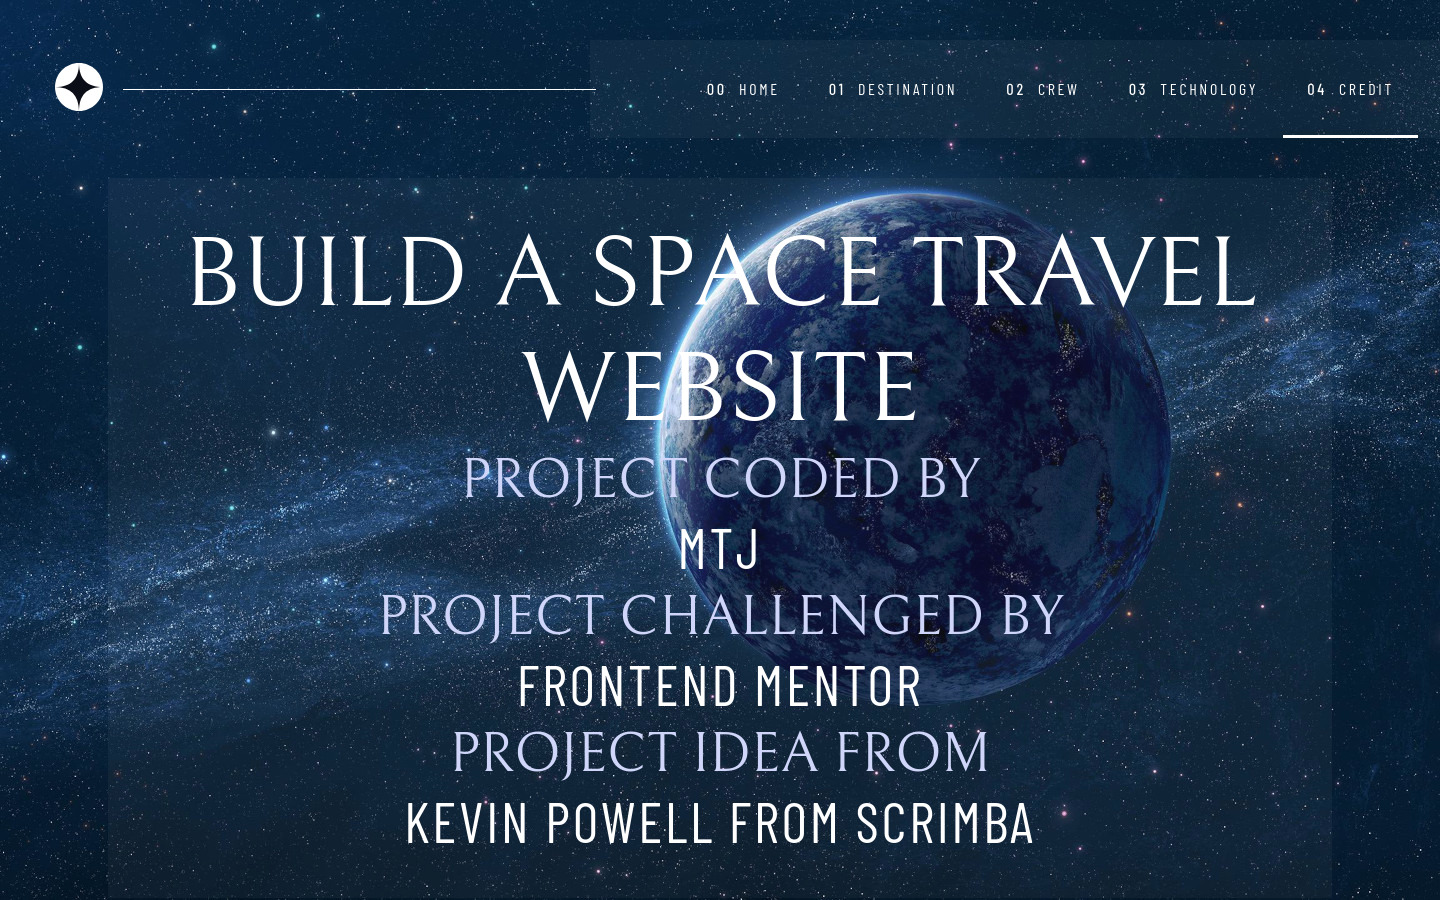 00 HOME 01 DESTINATION 02 CREW 03 TECHNOLOGY 04 CREDIT
BUILD A SPACE TRAVEL
WEBSITE
PROJECT CODED BY
MTJ
PROJECT CHALLENGED BY
FRONTEND MENTOR
PROJECT IDEA FROM
KEVIN POWELL FROM SCRIMBA